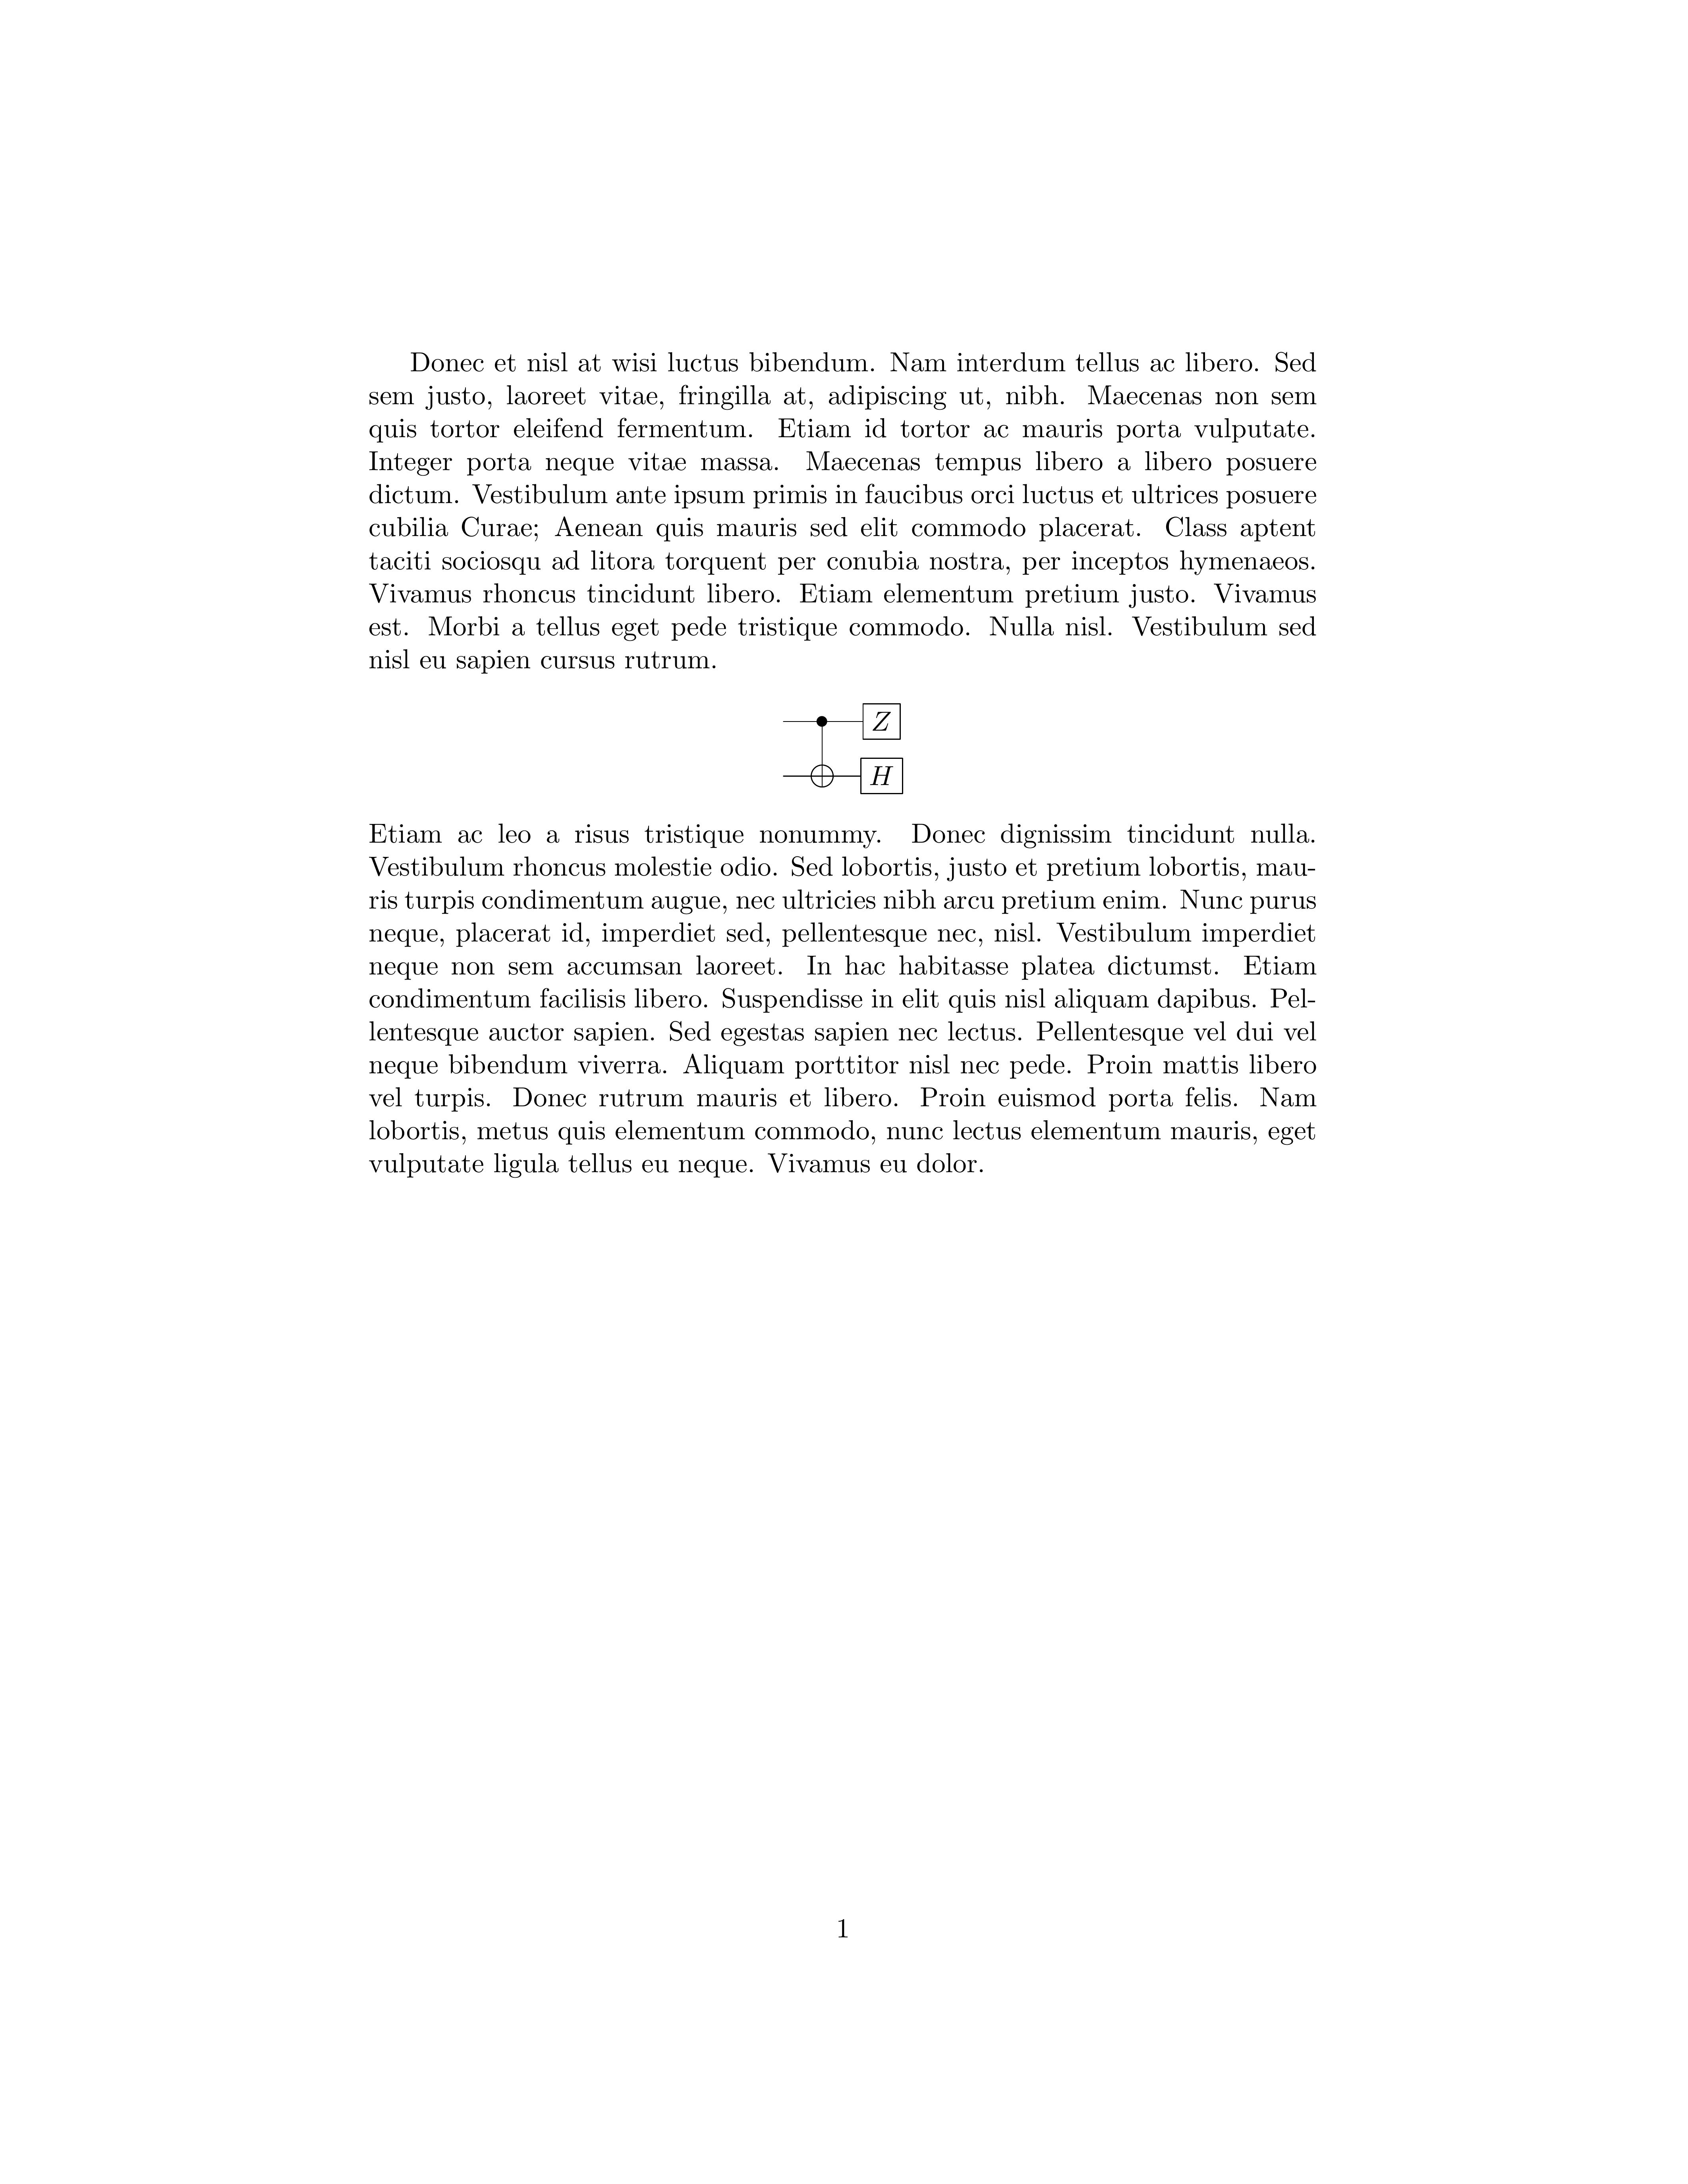 Donec et nisl at wisi luctus bibendum. Nam interdum tellus ac libero. Sed
sem justo, laoreet vitae, fringilla at, adipiscing ut, nibh. Maecenas non sem
quis tortor eleifend fermentum. Etiam id tortor ac mauris porta vulputate.
Integer porta neque vitae massa. Maecenas tempus libero a libero posuere
dictum. Vestibulum ante ipsum primis in faucibus orci luctus et ultrices posuere
cubilia Curae; Aenean quis mauris sed elit commodo placerat. Class aptent
taciti sociosqu ad litora torquent per conubia nostra, per inceptos hymenaeos.
Vivamus rhoncus tincidunt libero. Etiam elementum pretium justo. Vivamus
est. Morbi a tellus eget pede tristique commodo. Nulla nisl. Vestibulum sed
nisl eu sapien cursus rutrum.
Z
H
Etiam ac leo a risus tristique nonummy. Donec dignissim tincidunt nulla.
Vestibulum rhoncus molestie odio. Sed lobortis, justo et pretium lobortis, mau-
ris turpis condimentum augue, nec ultricies nibh arcu pretium enim. Nunc purus
neque, placerat id, imperdiet sed, pellentesque nec, nisl. Vestibulum imperdiet
neque non sem accumsan laoreet. In hac habitasse platea dictumst. Etiam
condimentum facilisis libero. Suspendisse in elit quis nisl aliquam dapibus. Pel-
lentesque auctor sapien. Sed egestas sapien nec lectus. Pellentesque vel dui vel
neque bibendum viverra. Aliquam porttitor nisl nec pede. Proin mattis libero
vel turpis. Donec rutrum mauris et libero. Proin euismod porta felis. Nam
lobortis, metus quis elementum commodo, nunc lectus elementum mauris, eget
vulputate ligula tellus eu neque. Vivamus eu dolor.
1